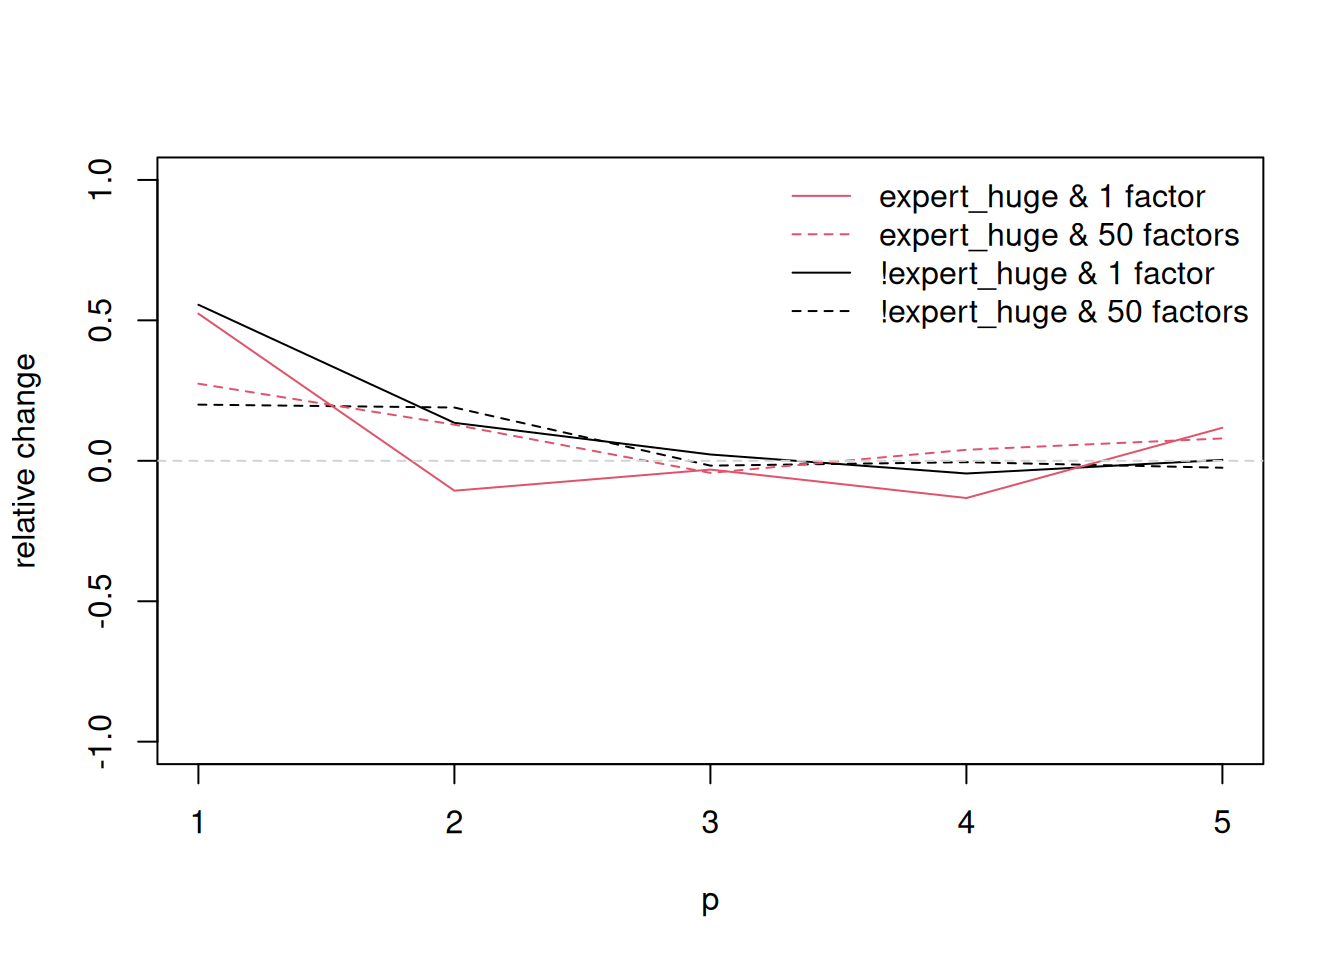 expert_huge & 1 factor
expert_huge & 50 factors
!expert_huge & 1 factor
!expert_huge & 50 factors
relative change
1.0
0.5
0.0
-0.5
-1.0
1 2 3 4 5
p